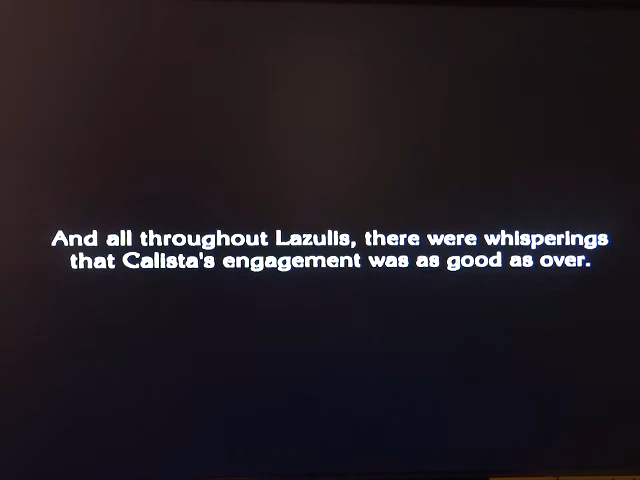 And all throughout Lazulis, there were whisperings
that Calista's engagement was as good as over.